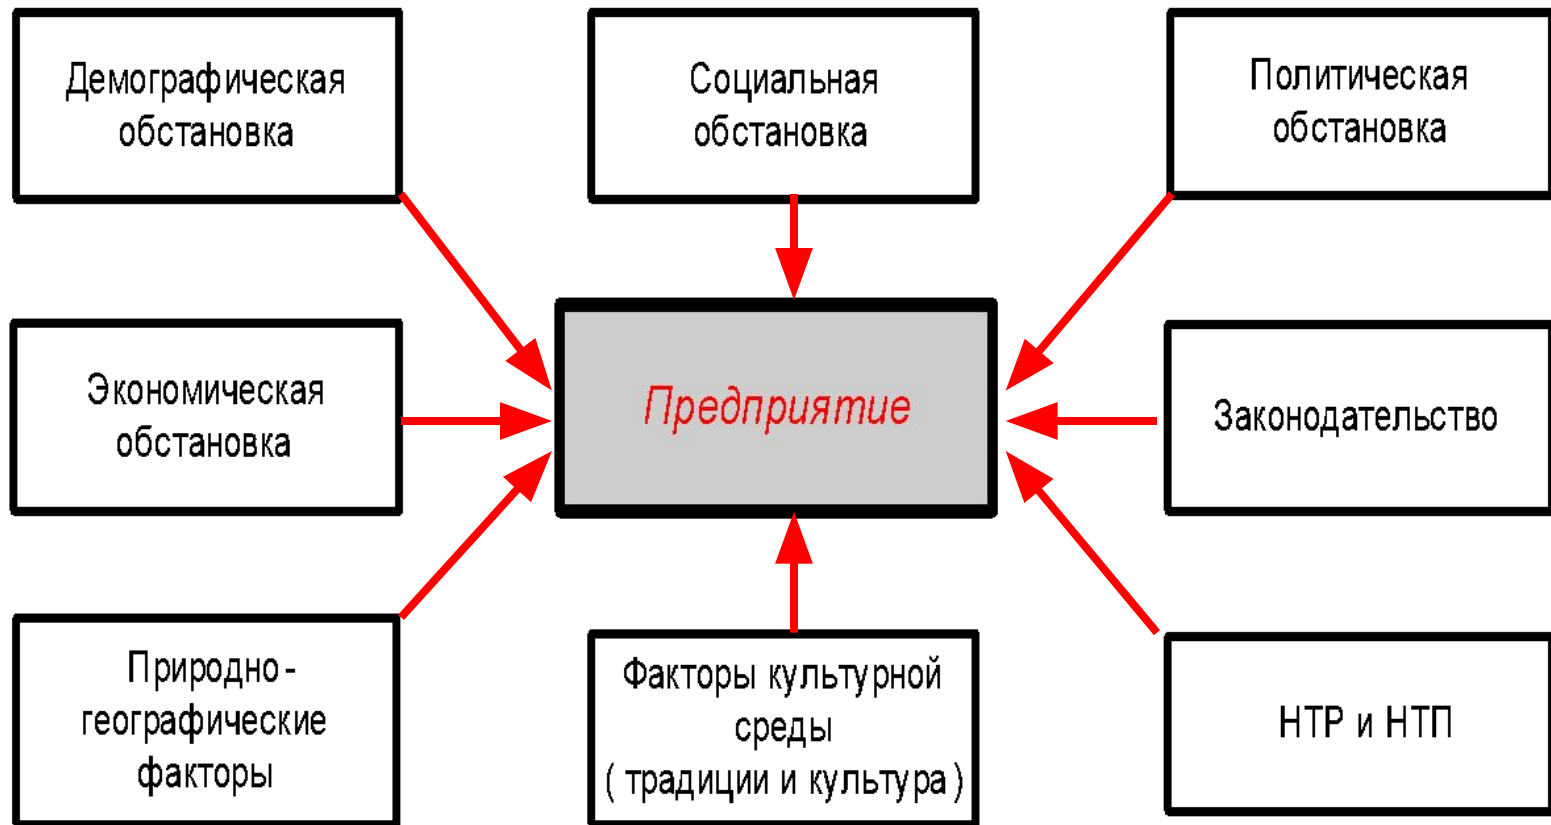 Демографическая
обстановка
Социальная
обстановка
Политическая
обстановка
Экономическая
обстановка
Предприятие
Законодательство
Природно-
географические
факторы
Факторы культурной
среды
( традиции и культура )
НТР и НТП